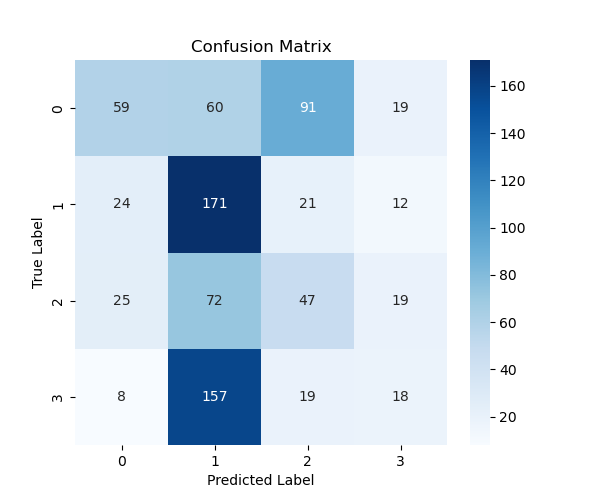 Confusion Matrix
True Label
0 59 60 91 19
1 24 171 21 12
2 25 72 47 19
3 8 157 19 18
0 1 2 3
Predicted Label
160
140
120
100
80
60
40
20